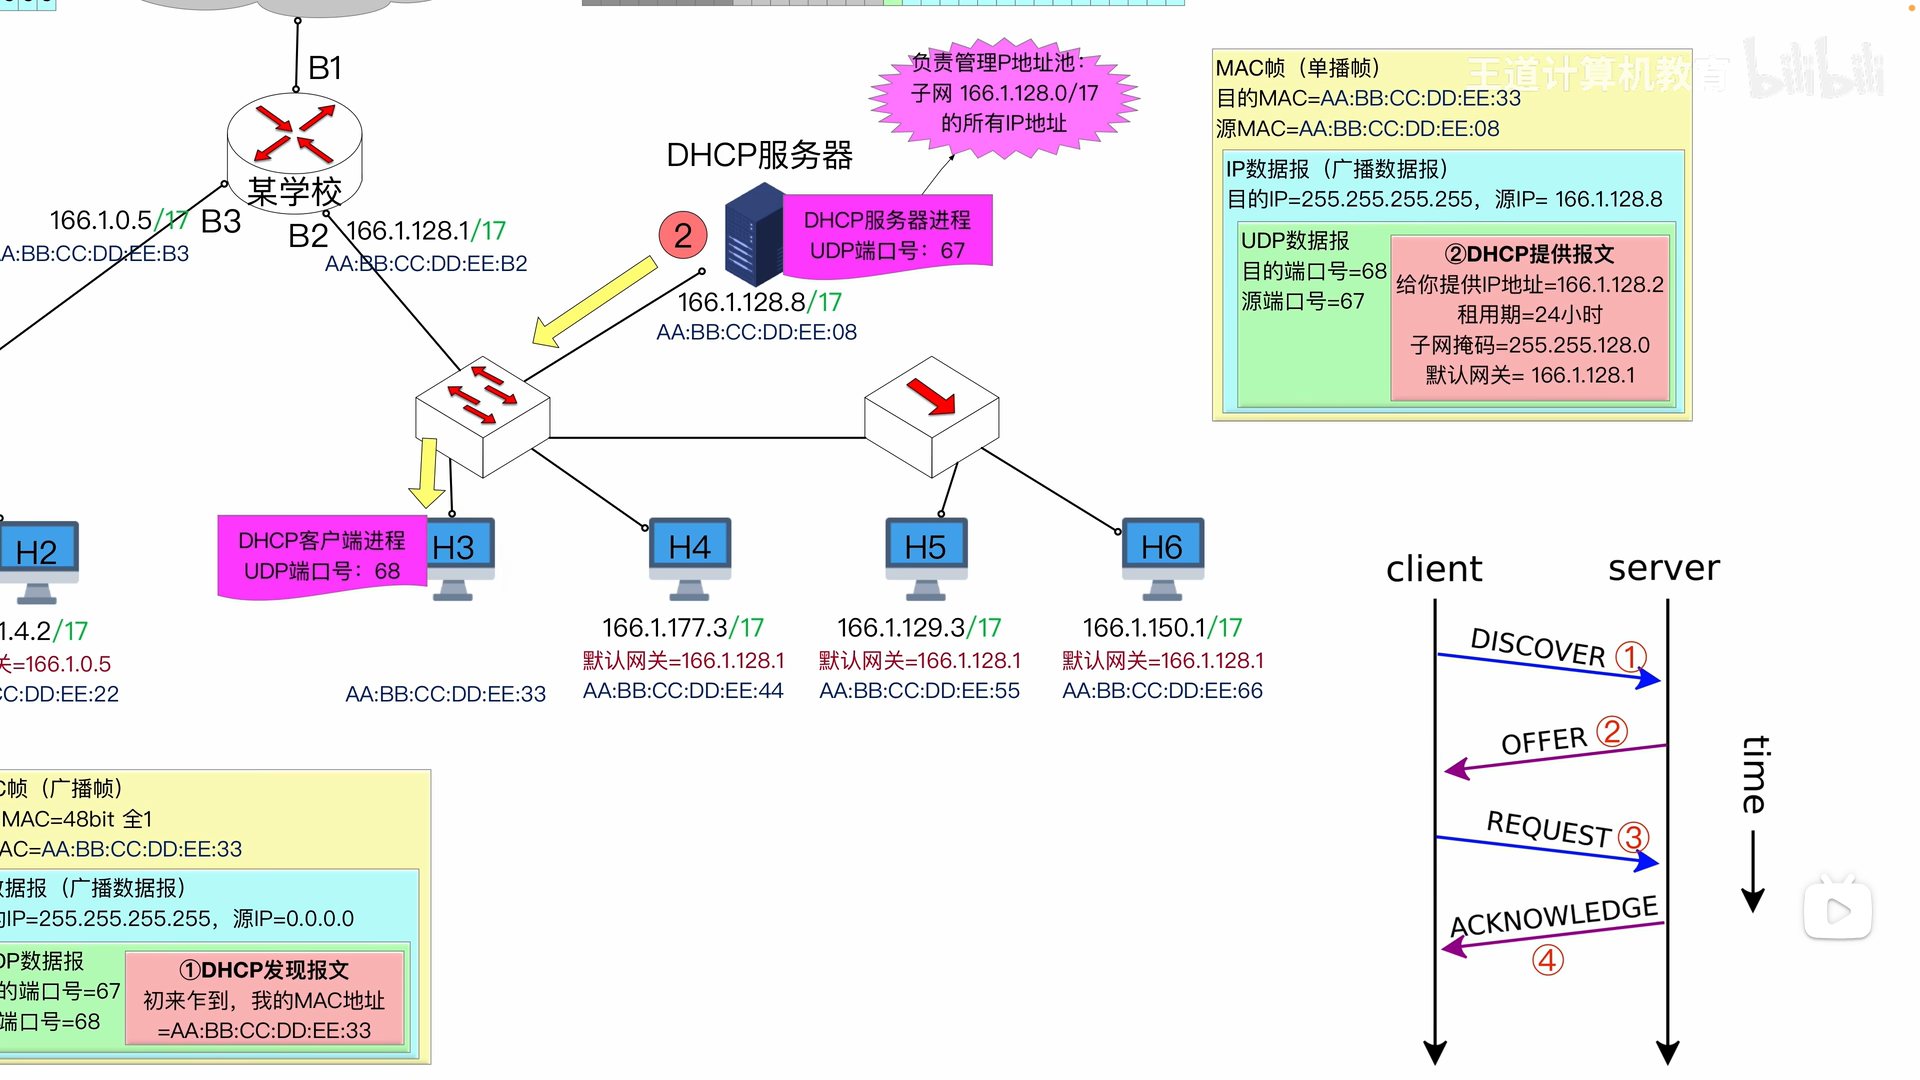 B1
某学校
B3
B2
166.1.0.5/17
A:BB:CC:DD:EE:B3
166.1.128.1/17
AA:BB:CC:DD:EE:B2
负责管理P地址池：
子网 166.1.128.0/17
的所有IP地址
DHCP服务器
DHCP服务器进程
UDP端口号：67
2
166.1.128.8/17
AA:BB:CC:DD:EE:08
王道计算机教育
bilibili
MAC帧（单播帧）
目的MAC=AA:BB:CC:DD:EE:33
源MAC=AA:BB:CC:DD:EE:08
IP数据报（广播数据报）
目的IP=255.255.255.255，源IP= 166.1.128.8
UDP数据报
目的端口号=68
源端口号=67
②DHCP提供报文
给你提供IP地址=166.1.128.2
租用期=24小时
子网掩码=255.255.128.0
默认网关= 166.1.128.1
H2
DHCP客户端进程
UDP端口号：68
H3
H4
H5
H6
1.4.2/17
关=166.1.0.5
CC:DD:EE:22
AA:BB:CC:DD:EE:33
166.1.177.3/17
默认网关=166.1.128.1
AA:BB:CC:DD:EE:44
166.1.129.3/17
默认网关=166.1.128.1
AA:BB:CC:DD:EE:55
166.1.150.1/17
默认网关=166.1.128.1
AA:BB:CC:DD:EE:66
client
server
DISCOVER ①
OFFER ②
REQUEST ③
ACKNOWLEDGE
④
time
C帧（广播帧）
MAC=48bit 全1
AC=AA:BB:CC:DD:EE:33
数据报（广播数据报）
的IP=255.255.255.255，源IP=0.0.0.0
DP数据报
的端口号=67
端口号=68
①DHCP发现报文
初来乍到，我的MAC地址
=AA:BB:CC:DD:EE:33